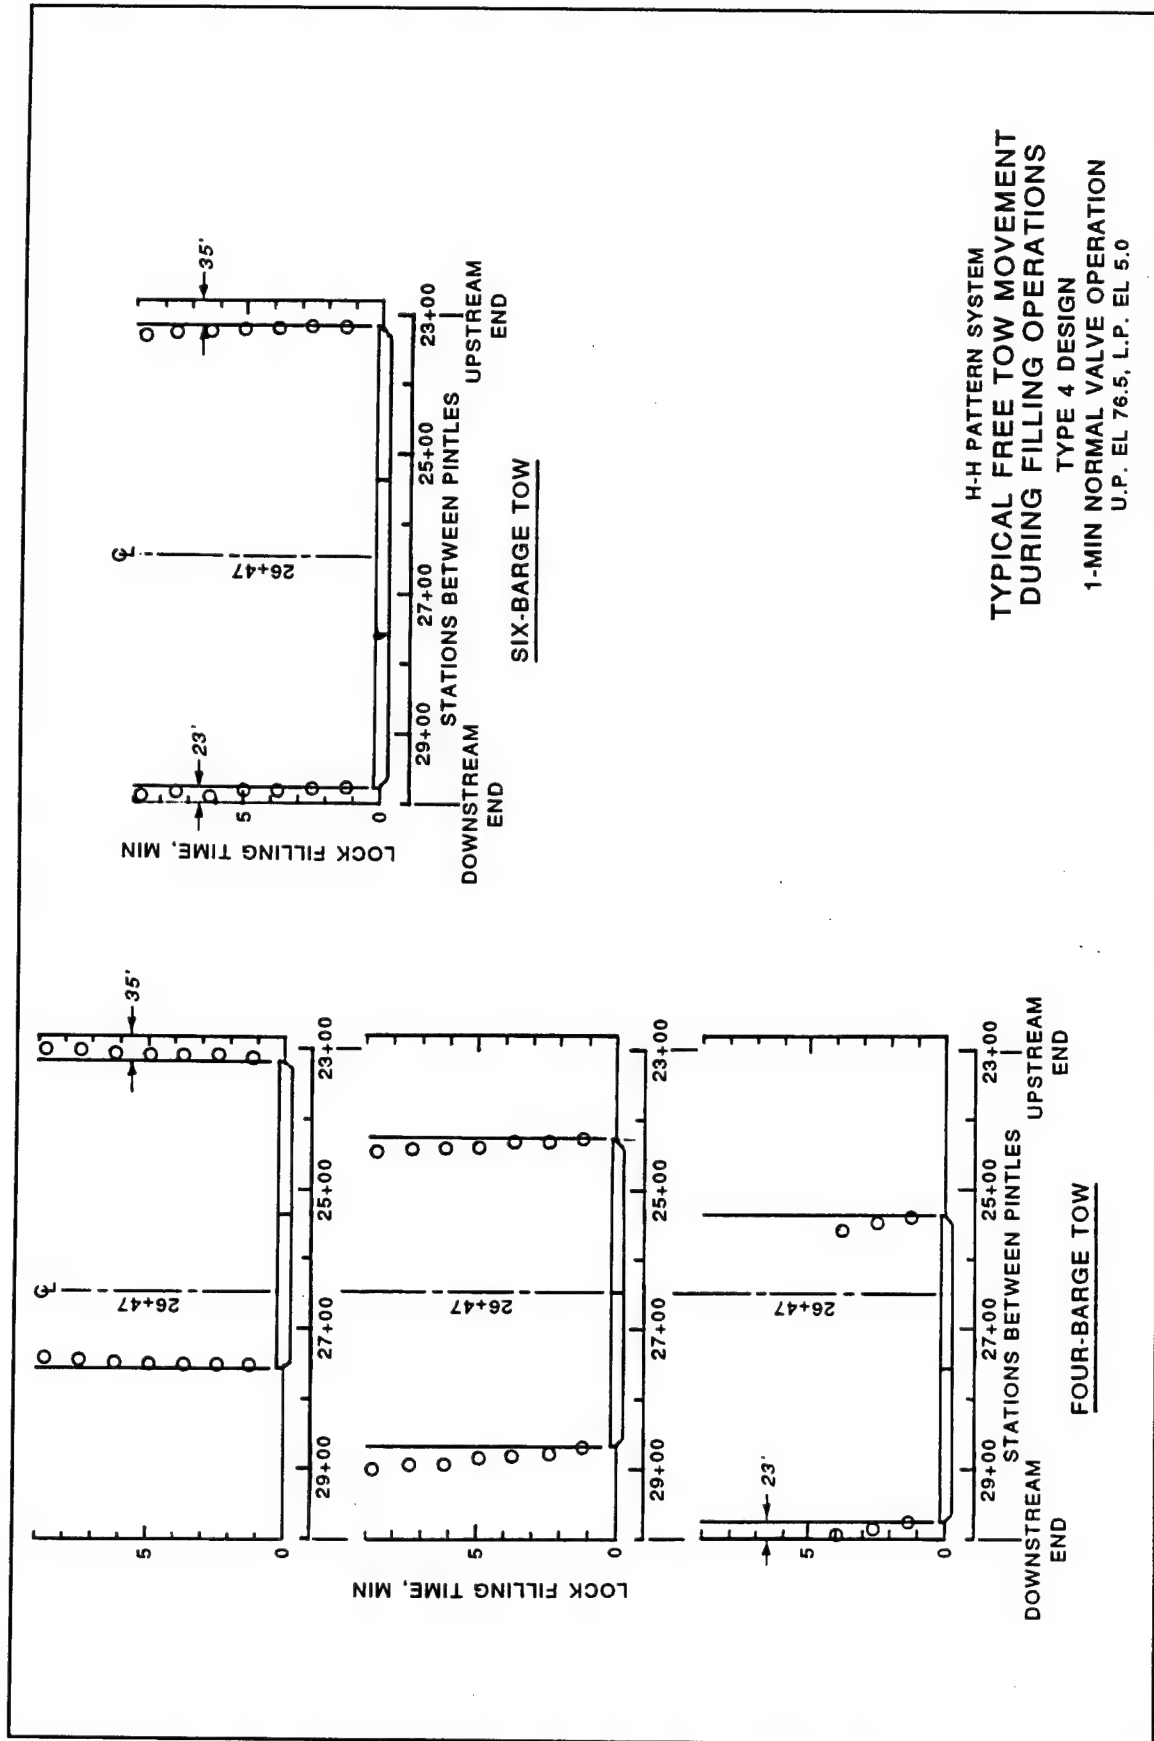 35'
℄
26+47
5
0
29+00
27+00
25+00
23+00
5
26+47
5
0
29+00
27+00
25+00
23+00
LOCK FILLING TIME, MIN
23'
26+47
5
5
0
29+00
27+00
25+00
23+00
STATIONS BETWEEN PINTLES
DOWNSTREAM
END
UPSTREAM
END
FOUR-BARGE TOW
℄
23'
35'
26+47
5
0
LOCK FILLING TIME, MIN
29+00
27+00
25+00
23+00
STATIONS BETWEEN PINTLES
DOWNSTREAM
END
UPSTREAM
END
SIX-BARGE TOW
H-H PATTERN SYSTEM
TYPICAL FREE TOW MOVEMENT
DURING FILLING OPERATIONS
TYPE 4 DESIGN
1-MIN NORMAL VALVE OPERATION
U.P. EL 76.5, L.P. EL 5.0